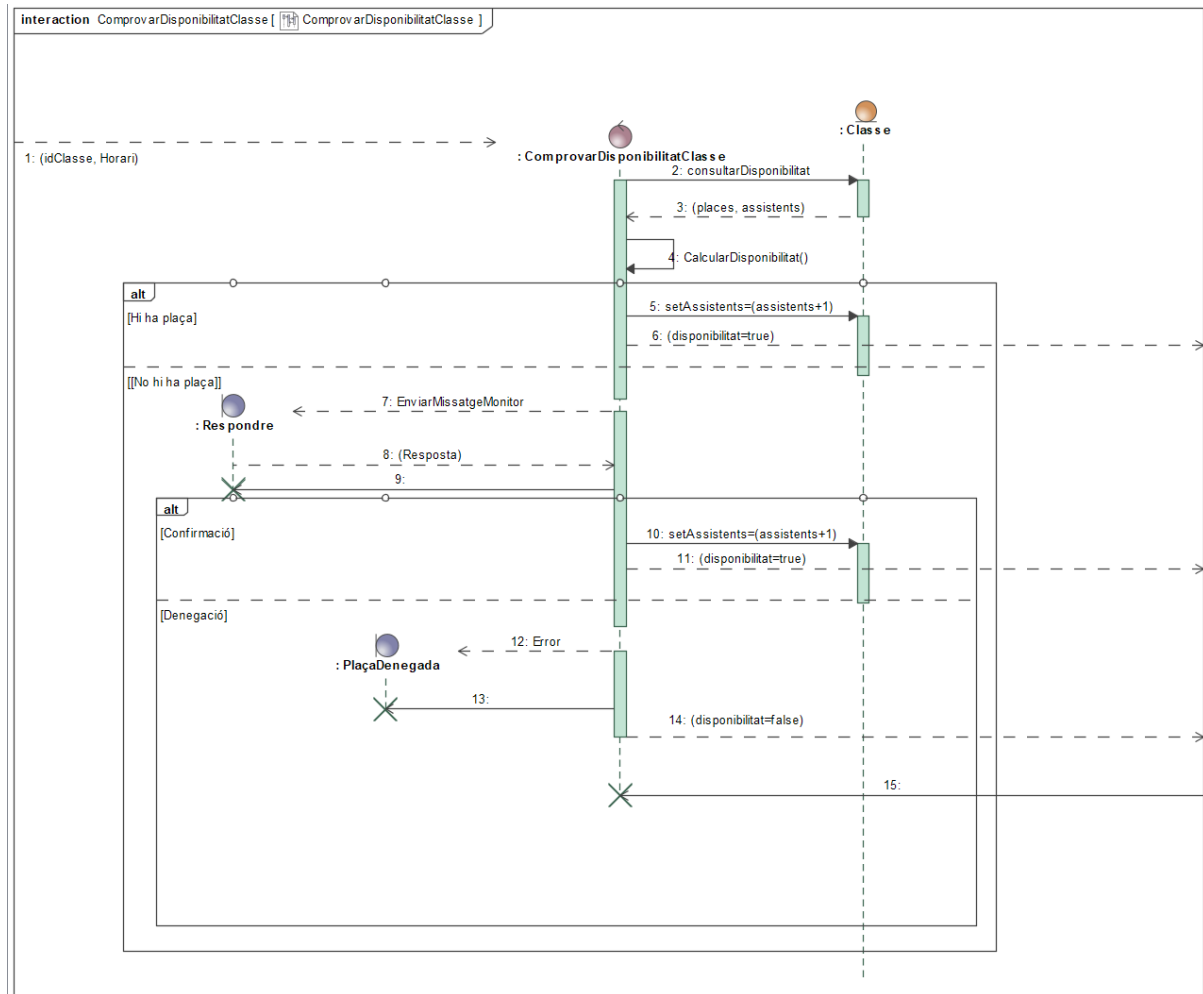 interaction ComprovarDisponibilitatClasse [ ComprovarDisponibilitatClasse ]
: Classe
1: (idClasse, Horari)
: ComprovarDisponibilitatClasse
2: consultarDisponibilitat
3: (places, assistents)
4: CalcularDisponibilitat()
alt
[Hi ha plaça]
5: setAssistents=(assistents+1)
6: (disponibilitat=true)
[[No hi ha plaça]]
7: EnviarMissatgeMonitor
: Respondre
8: (Resposta)
9:
alt
[Confirmació]
10: setAssistents=(assistents+1)
11: (disponibilitat=true)
[Denegació]
12: Error
: PlaçaDenegada
13:
14: (disponibilitat=false)
15: